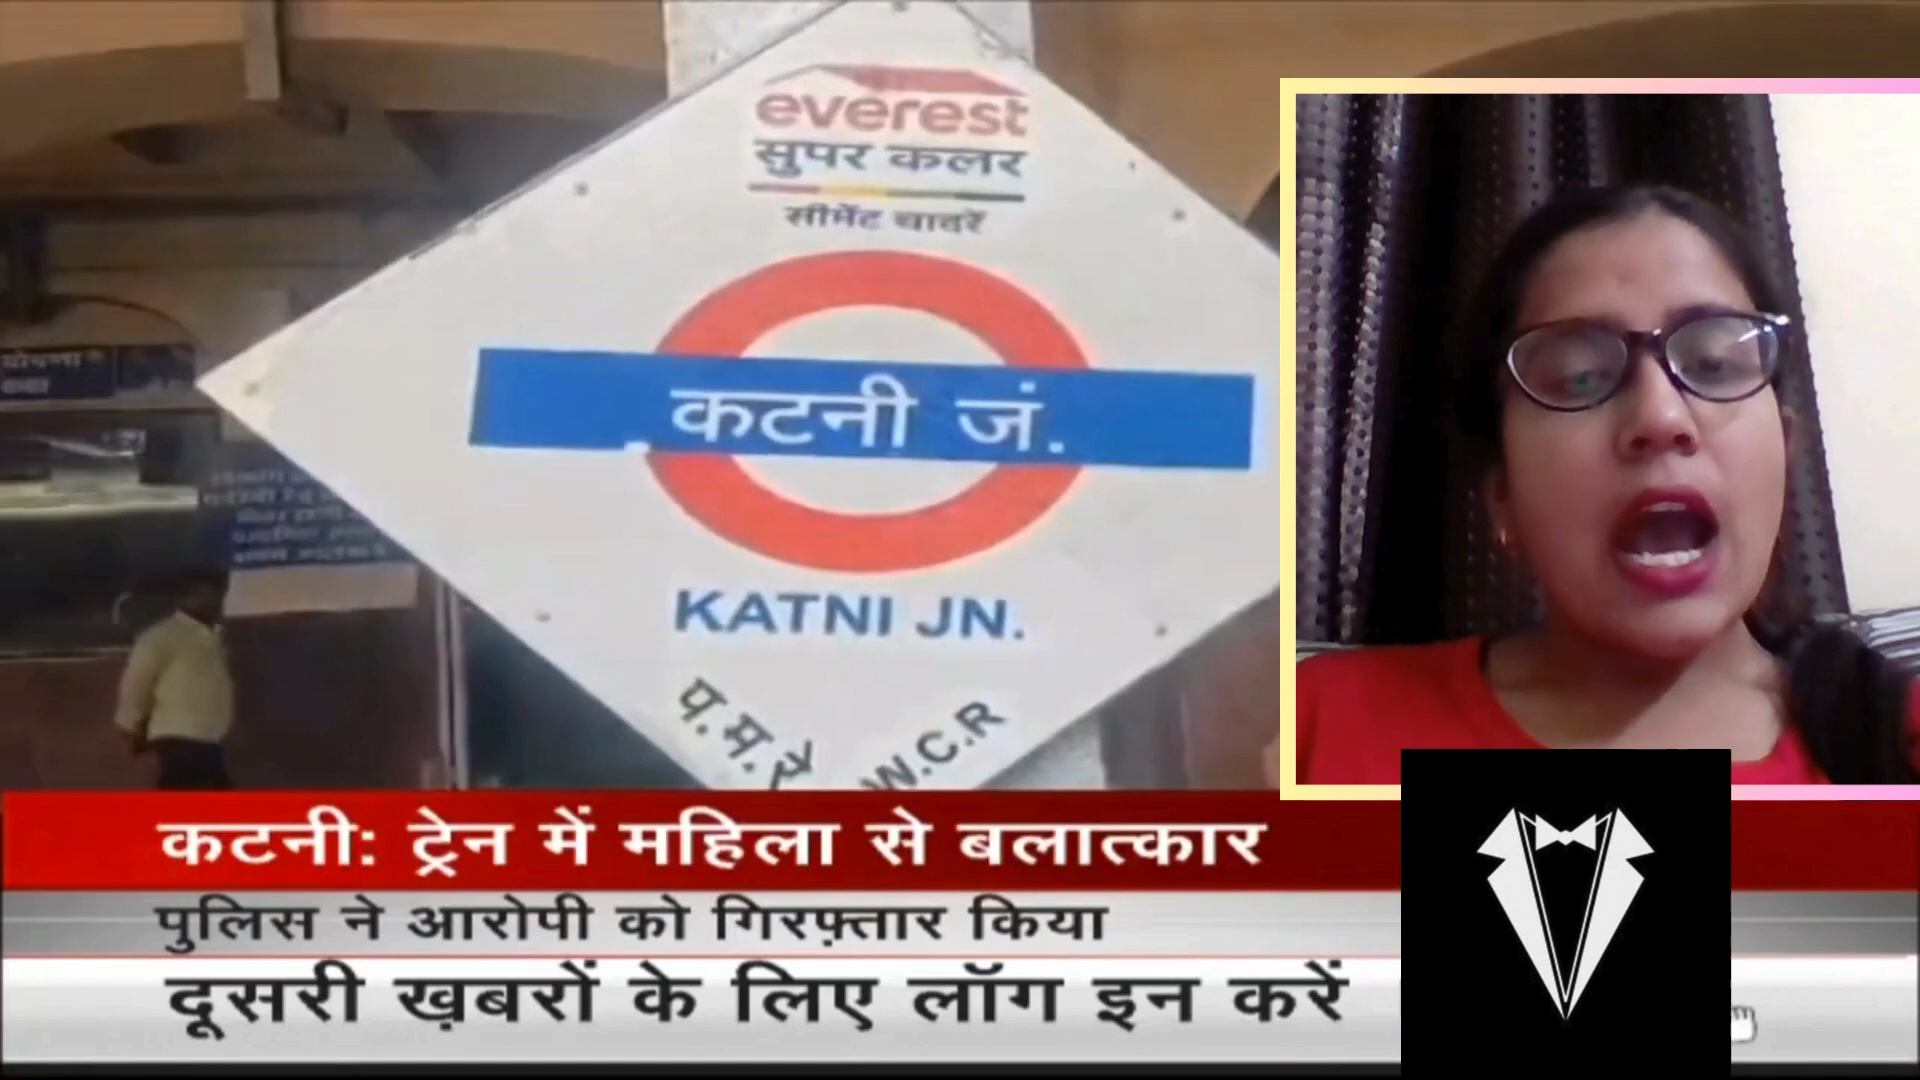 everest
सुपर कलर
सीमेंट चादरें
कटनी जं.
KATNI JN.
प.म.रे
W.C.R
कटनी: ट्रेन में महिला से बलात्कार
पुलिस ने आरोपी को गिरफ़्तार किया
दूसरी ख़बरों के लिए लॉग इन करें